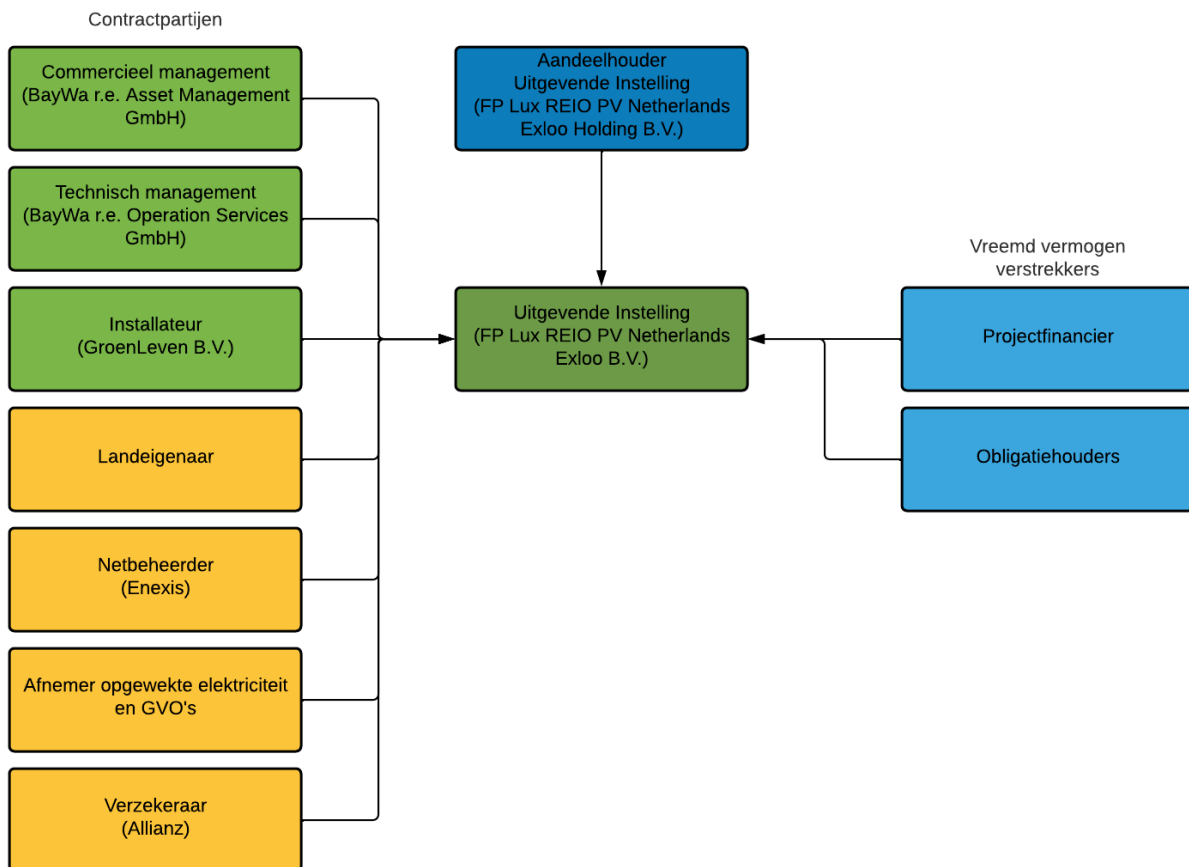 Contractpartijen
Commercieel management
(BayWa r.e. Asset Management
GmbH)
Technisch management
(BayWa r.e. Operation Services
GmbH)
Installateur
(GroenLeven B.V.)
Landeigenaar
Netbeheerder
(Enexis)
Afnemer opgewekte elektriciteit
en GVO's
Verzekeraar
(Allianz)
Aandeelhouder
Uitgevende Instelling
(FP Lux REIO PV Netherlands
Exloo Holding B.V.)
Uitgevende Instelling
(FP Lux REIO PV Netherlands
Exloo B.V.)
Vreemd vermogen
verstrekkers
Projectfinancier
Obligatiehouders